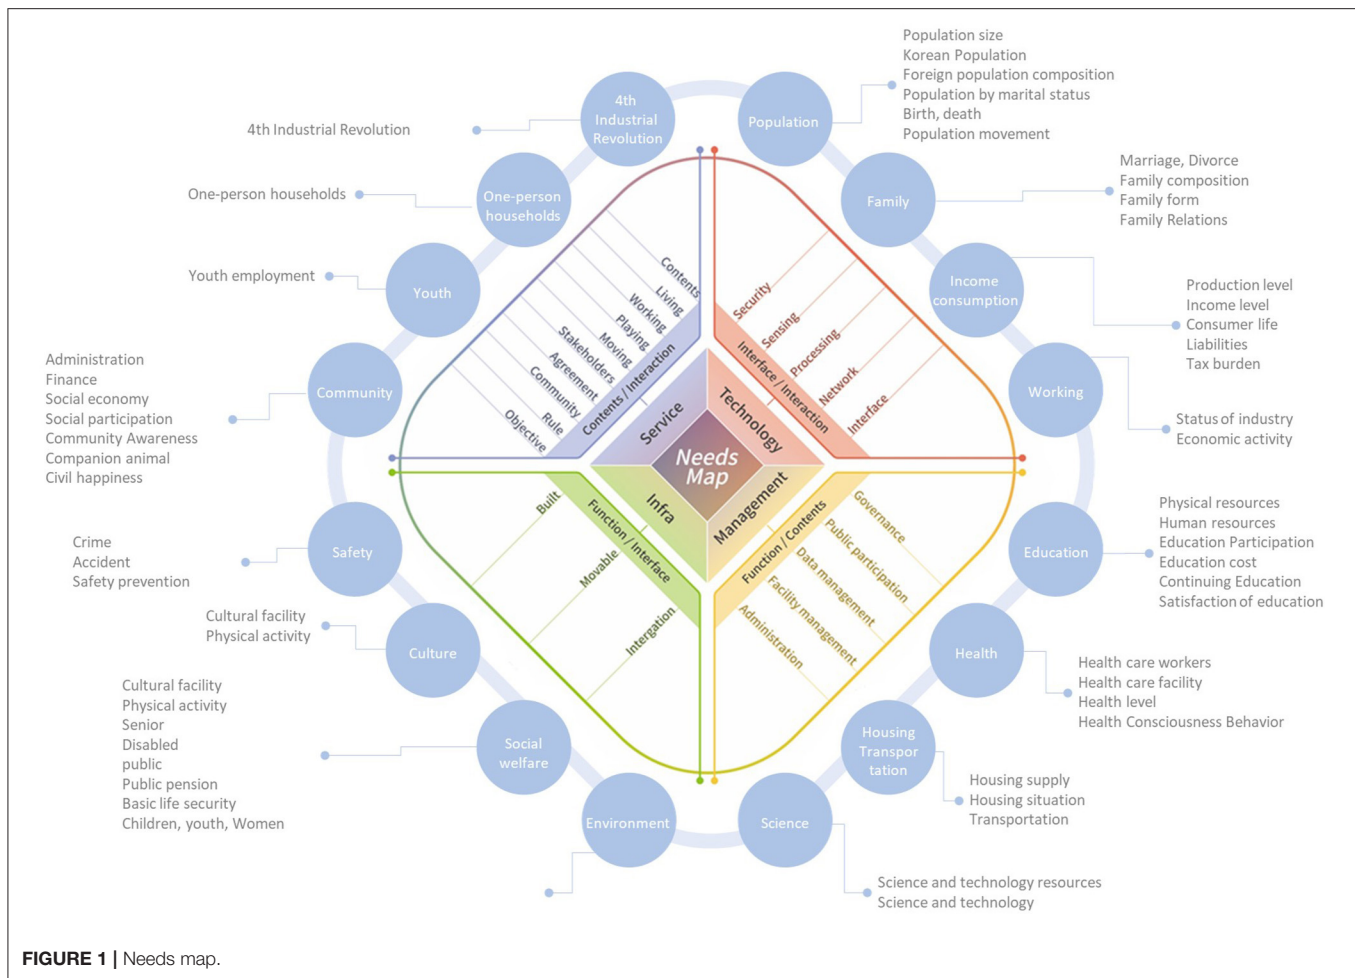 Population size
Korean Population
Foreign population composition
Population by marital status
Birth, death
Population movement
4th
Industrial
Revolution
Population
4th Industrial Revolution
Marriage, Divorce
Family composition
Family form
Family Relations
One-person households
One-person
households
Family
Youth employment
Youth
Income
consumption
Production level
Income level
Consumer life
Liabilities
Tax burden
Administration
Finance
Social economy
Social participation
Community Awareness
Companion animal
Civil happiness
Community
Working
Status of industry
Economic activity
Contents
Living
Working
Playing
Moving
Stakeholders
Agreement
Community
Rule
Objective
Contents / Interaction
Service
Security
Sensing
Processing
Network
Interface
Interface / Interaction
Technology
Needs
Map
Built
Movable
Intergation
Function / Interface
Infra
Governance
Public participation
Data management
Facility management
Administration
Function / Contents
Management
Crime
Accident
Safety prevention
Safety
Education
Physical resources
Human resources
Education Participation
Education cost
Continuing Education
Satisfaction of education
Cultural facility
Physical activity
Culture
Health
Health care workers
Health care facility
Health level
Health Consciousness Behavior
Cultural facility
Physical activity
Senior
Disabled
public
Public pension
Basic life security
Children, youth, Women
Social
welfare
Housing
Transpor
tation
Housing supply
Housing situation
Transportation
Environment
Science
Science and technology resources
Science and technology
FIGURE 1 | Needs map.